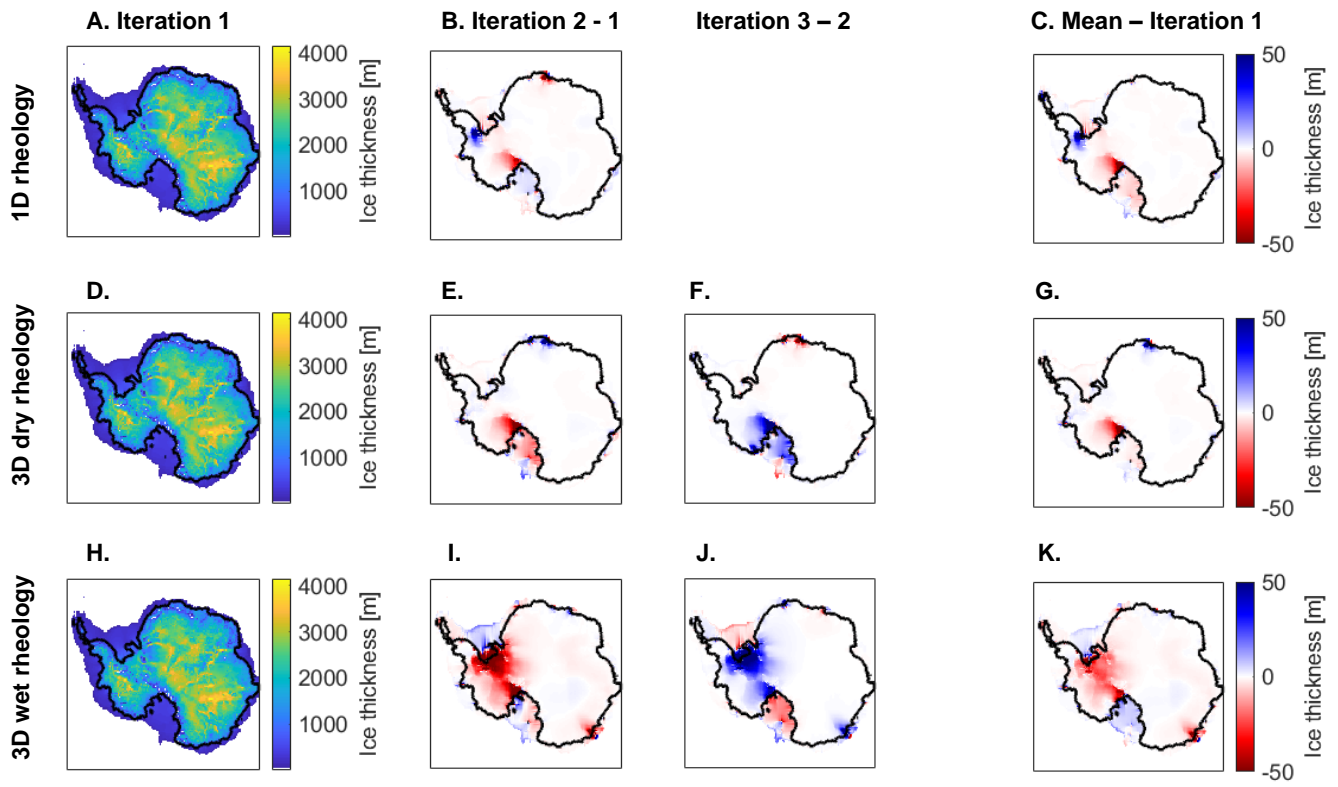 A. Iteration 1
B. Iteration 2 - 1
Iteration 3 – 2
C. Mean – Iteration 1
1D rheology
4000
3000
2000
1000
Ice thickness [m]
50
0
-50
Ice thickness [m]
D.
E.
F.
G.
3D dry rheology
4000
3000
2000
1000
Ice thickness [m]
50
0
-50
Ice thickness [m]
H.
I.
J.
K.
3D wet rheology
4000
3000
2000
1000
Ice thickness [m]
50
0
-50
Ice thickness [m]